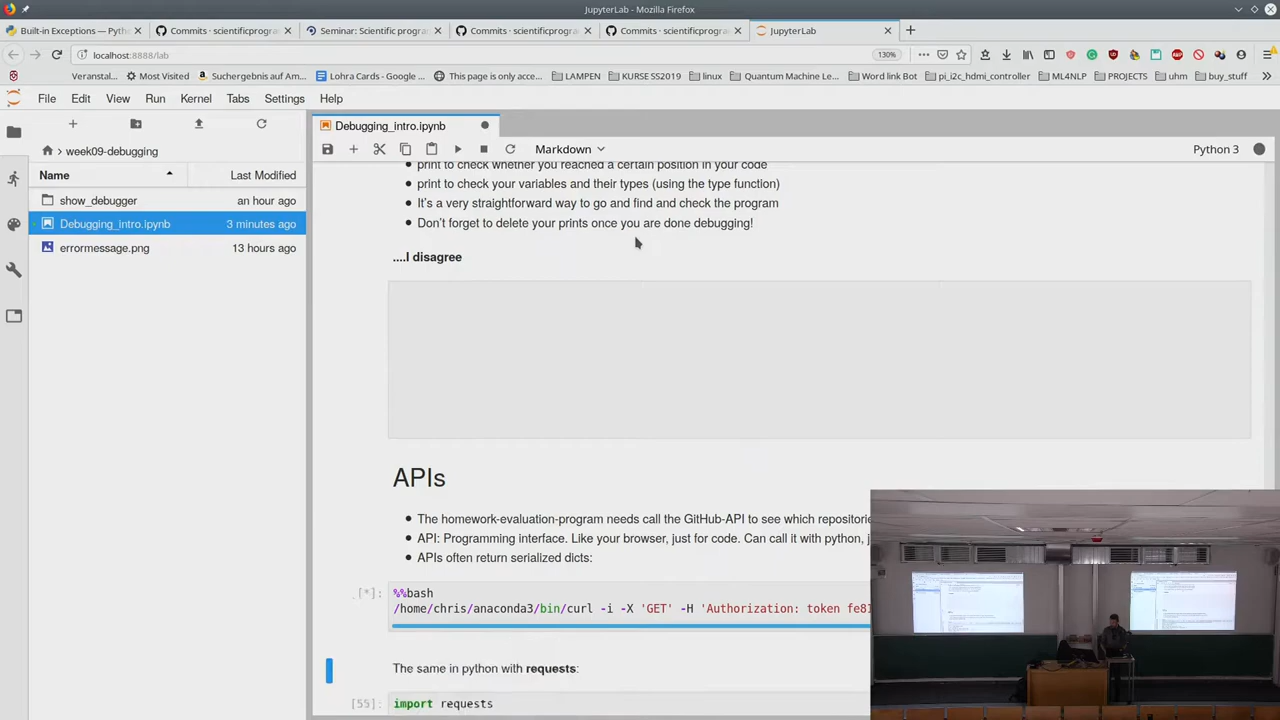 JupyterLab - Mozilla Firefox
Built-in Exceptions — Pyth
Commits · scientificprogra
Seminar: Scientific program
Commits · scientificprogra
Commits · scientificprogra
JupyterLab
localhost:8888/lab
130%
Veranstal...
Most Visited
Suchergebnis auf Am...
Lohra Cards - Google ...
This page is only acce...
LAMPEN
KURSE SS2019
linux
Quantum Machine Le...
Word link Bot
pi_i2c_hdmi_controller
ML4NLP
PROJECTS
uhm
buy_stuff
File Edit View Run Kernel Tabs Settings Help
Debugging_intro.ipynb
week09-debugging
Markdown
Python 3
Name Last Modified
show_debugger an hour ago
Debugging_intro.ipynb 3 minutes ago
errormessage.png 13 hours ago
print to check whether you reached a certain position in your code
print to check your variables and their types (using the type function)
It's a very straightforward way to go and find and check the program
Don't forget to delete your prints once you are done debugging!
....I disagree
APIs
The homework-evaluation-program needs call the GitHub-API to see which repositorie
API: Programming interface. Like your browser, just for code. Can call it with python, j
APIs often return serialized dicts:
[*]: %%bash
/home/chris/anaconda3/bin/curl -i -X 'GET' -H 'Authorization: token fe81
The same in python with requests:
[55]: import requests